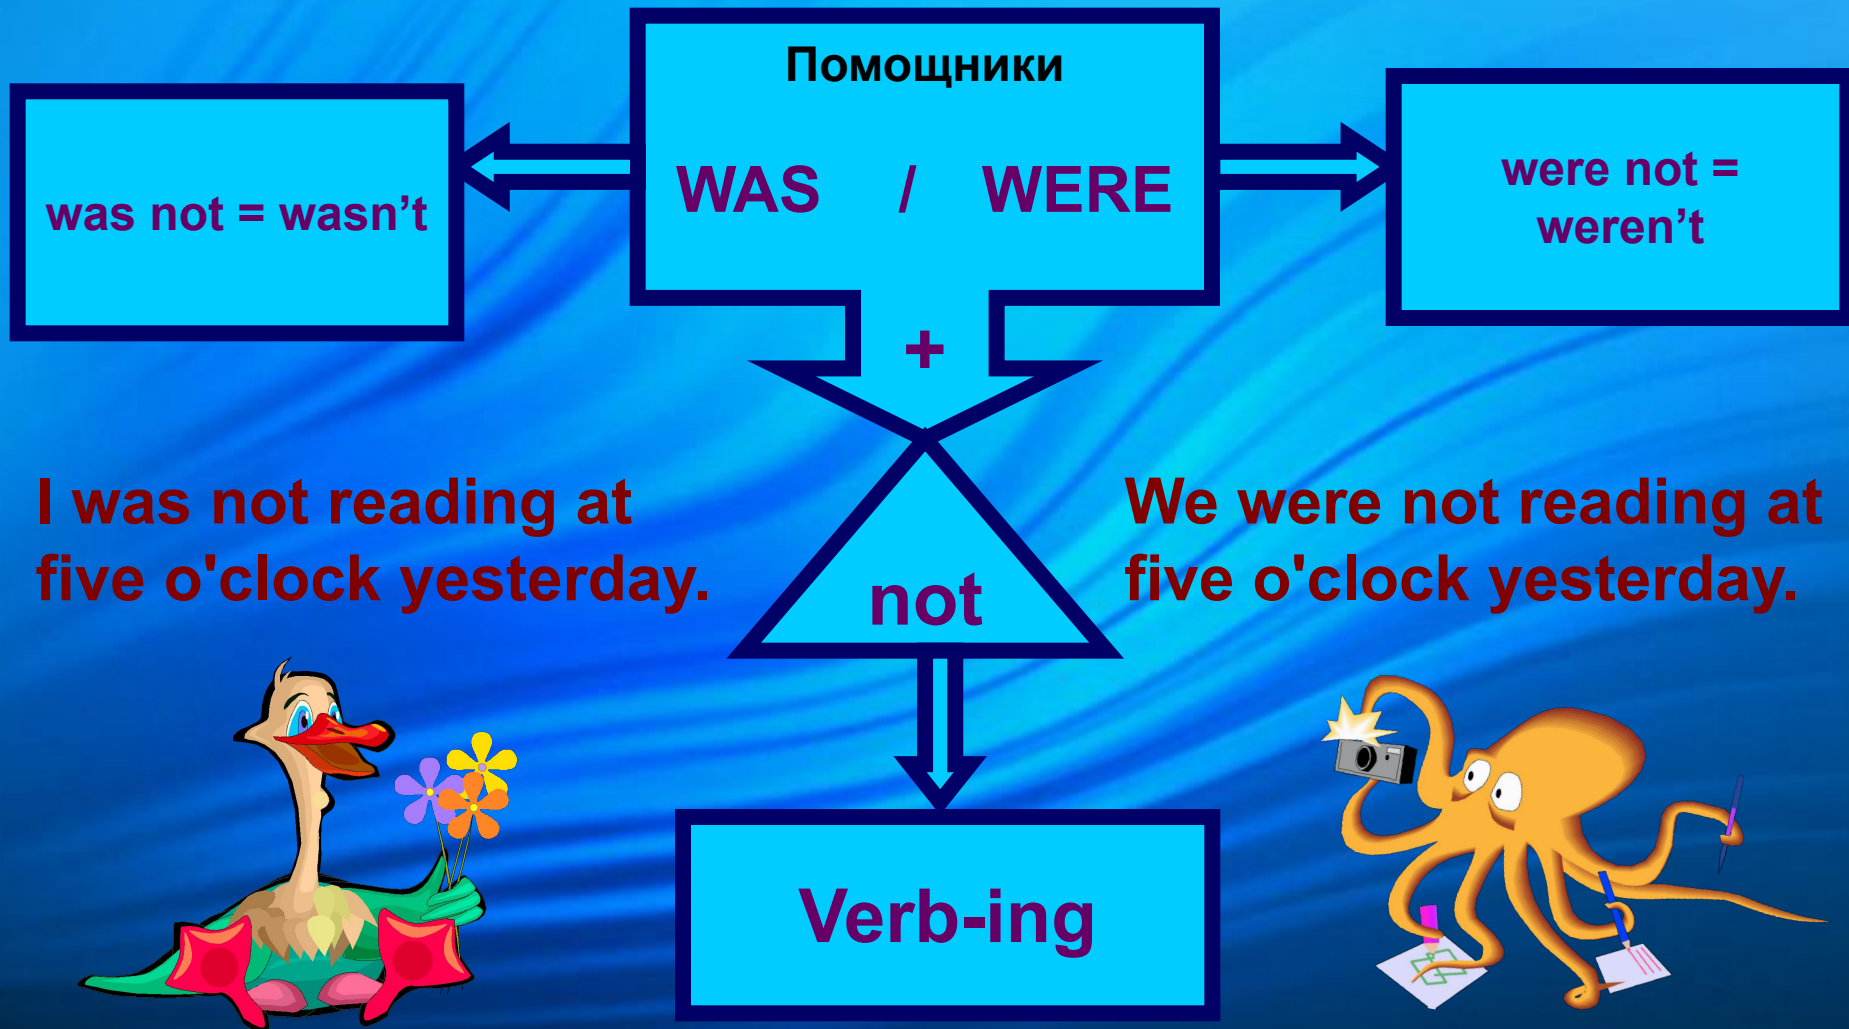 Помощники
WAS / WERE
was not = wasn’t
were not =
weren’t
+
I was not reading at
five o'clock yesterday.
not
We were not reading at
five o'clock yesterday.
Verb-ing